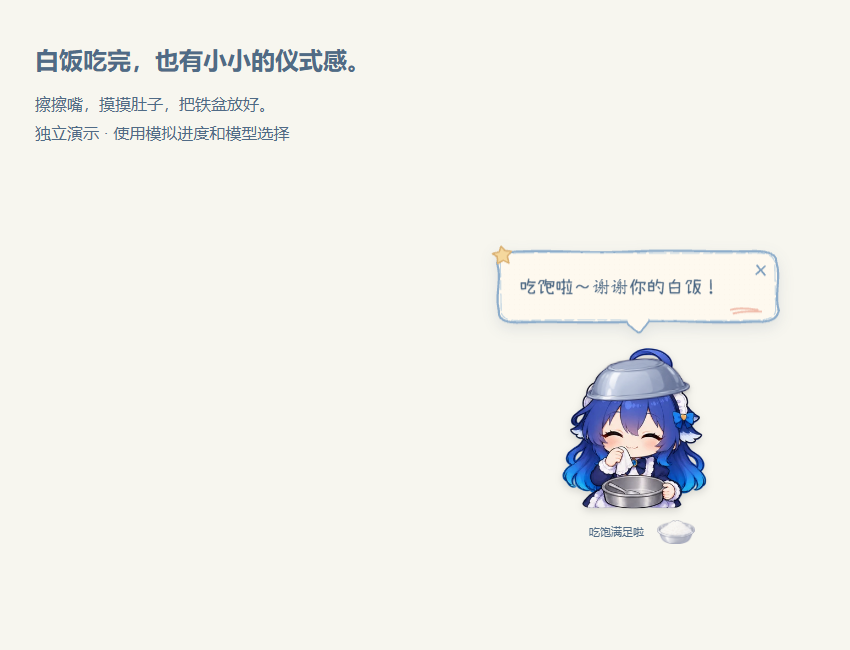 白饭吃完，也有小小的仪式感。
擦擦嘴，摸摸肚子，把铁盆放好。
独立演示 · 使用模拟进度和模型选择
吃饱啦～谢谢你的白饭！
吃饱满足啦